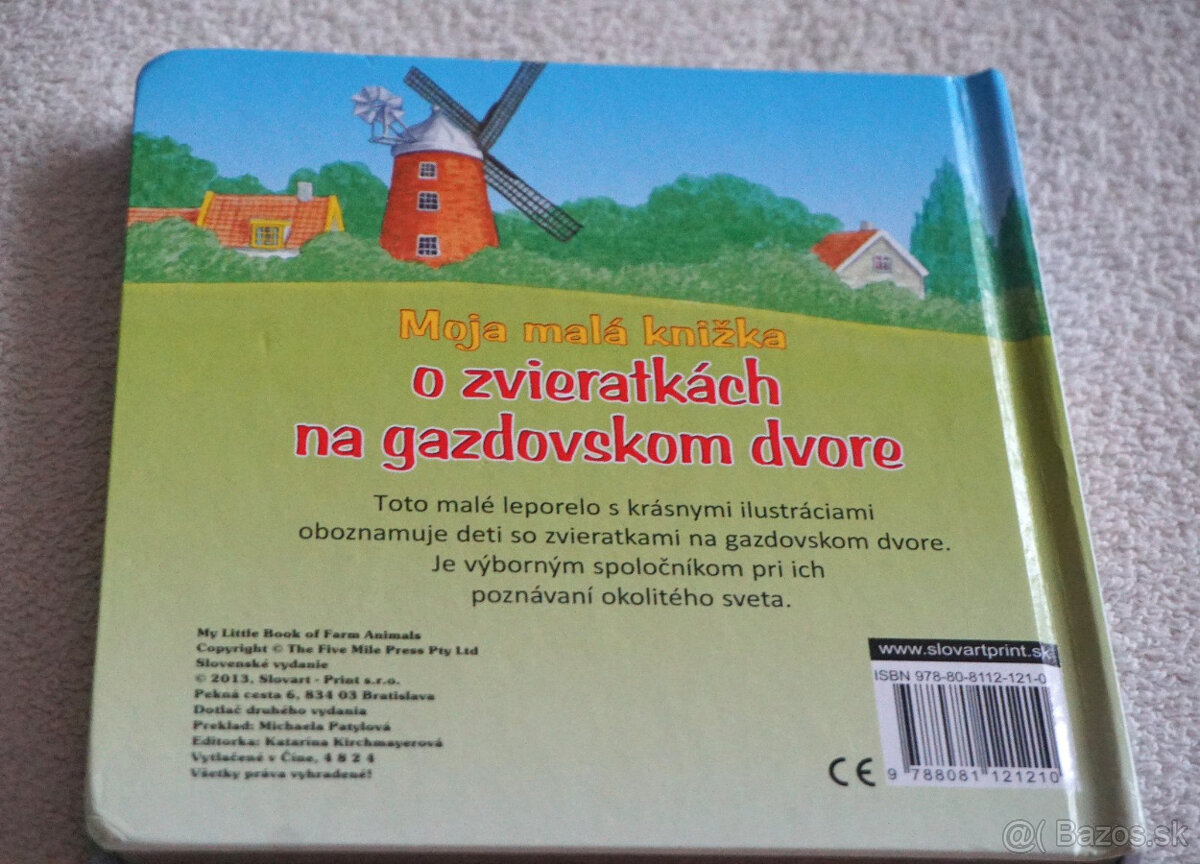 Moja malá knižka
o zvieratkách
na gazdovskom dvore
Toto malé leporelo s krásnymi ilustráciami
oboznamuje deti so zvieratkami na gazdovskom dvore.
Je výborným spoločníkom pri ich
poznávaní okolitého sveta.
My Little Book of Farm Animals
Copyright © The Five Mile Press Pty Ltd
Slovenské vydanie
© 2013, Slovart - Print s.r.o.
Pekná cesta 6, 834 03 Bratislava
Dotlač druhého vydania
Preklad: Michaela Patylová
Editorka: Katarína Kirchmayerová
Vytlačené v Číne, 4 8 2 4
Všetky práva vyhradené!
CE
www.slovartprint.sk
ISBN 978-80-8112-121-0
9 788081 121210
@( Bazos.sk